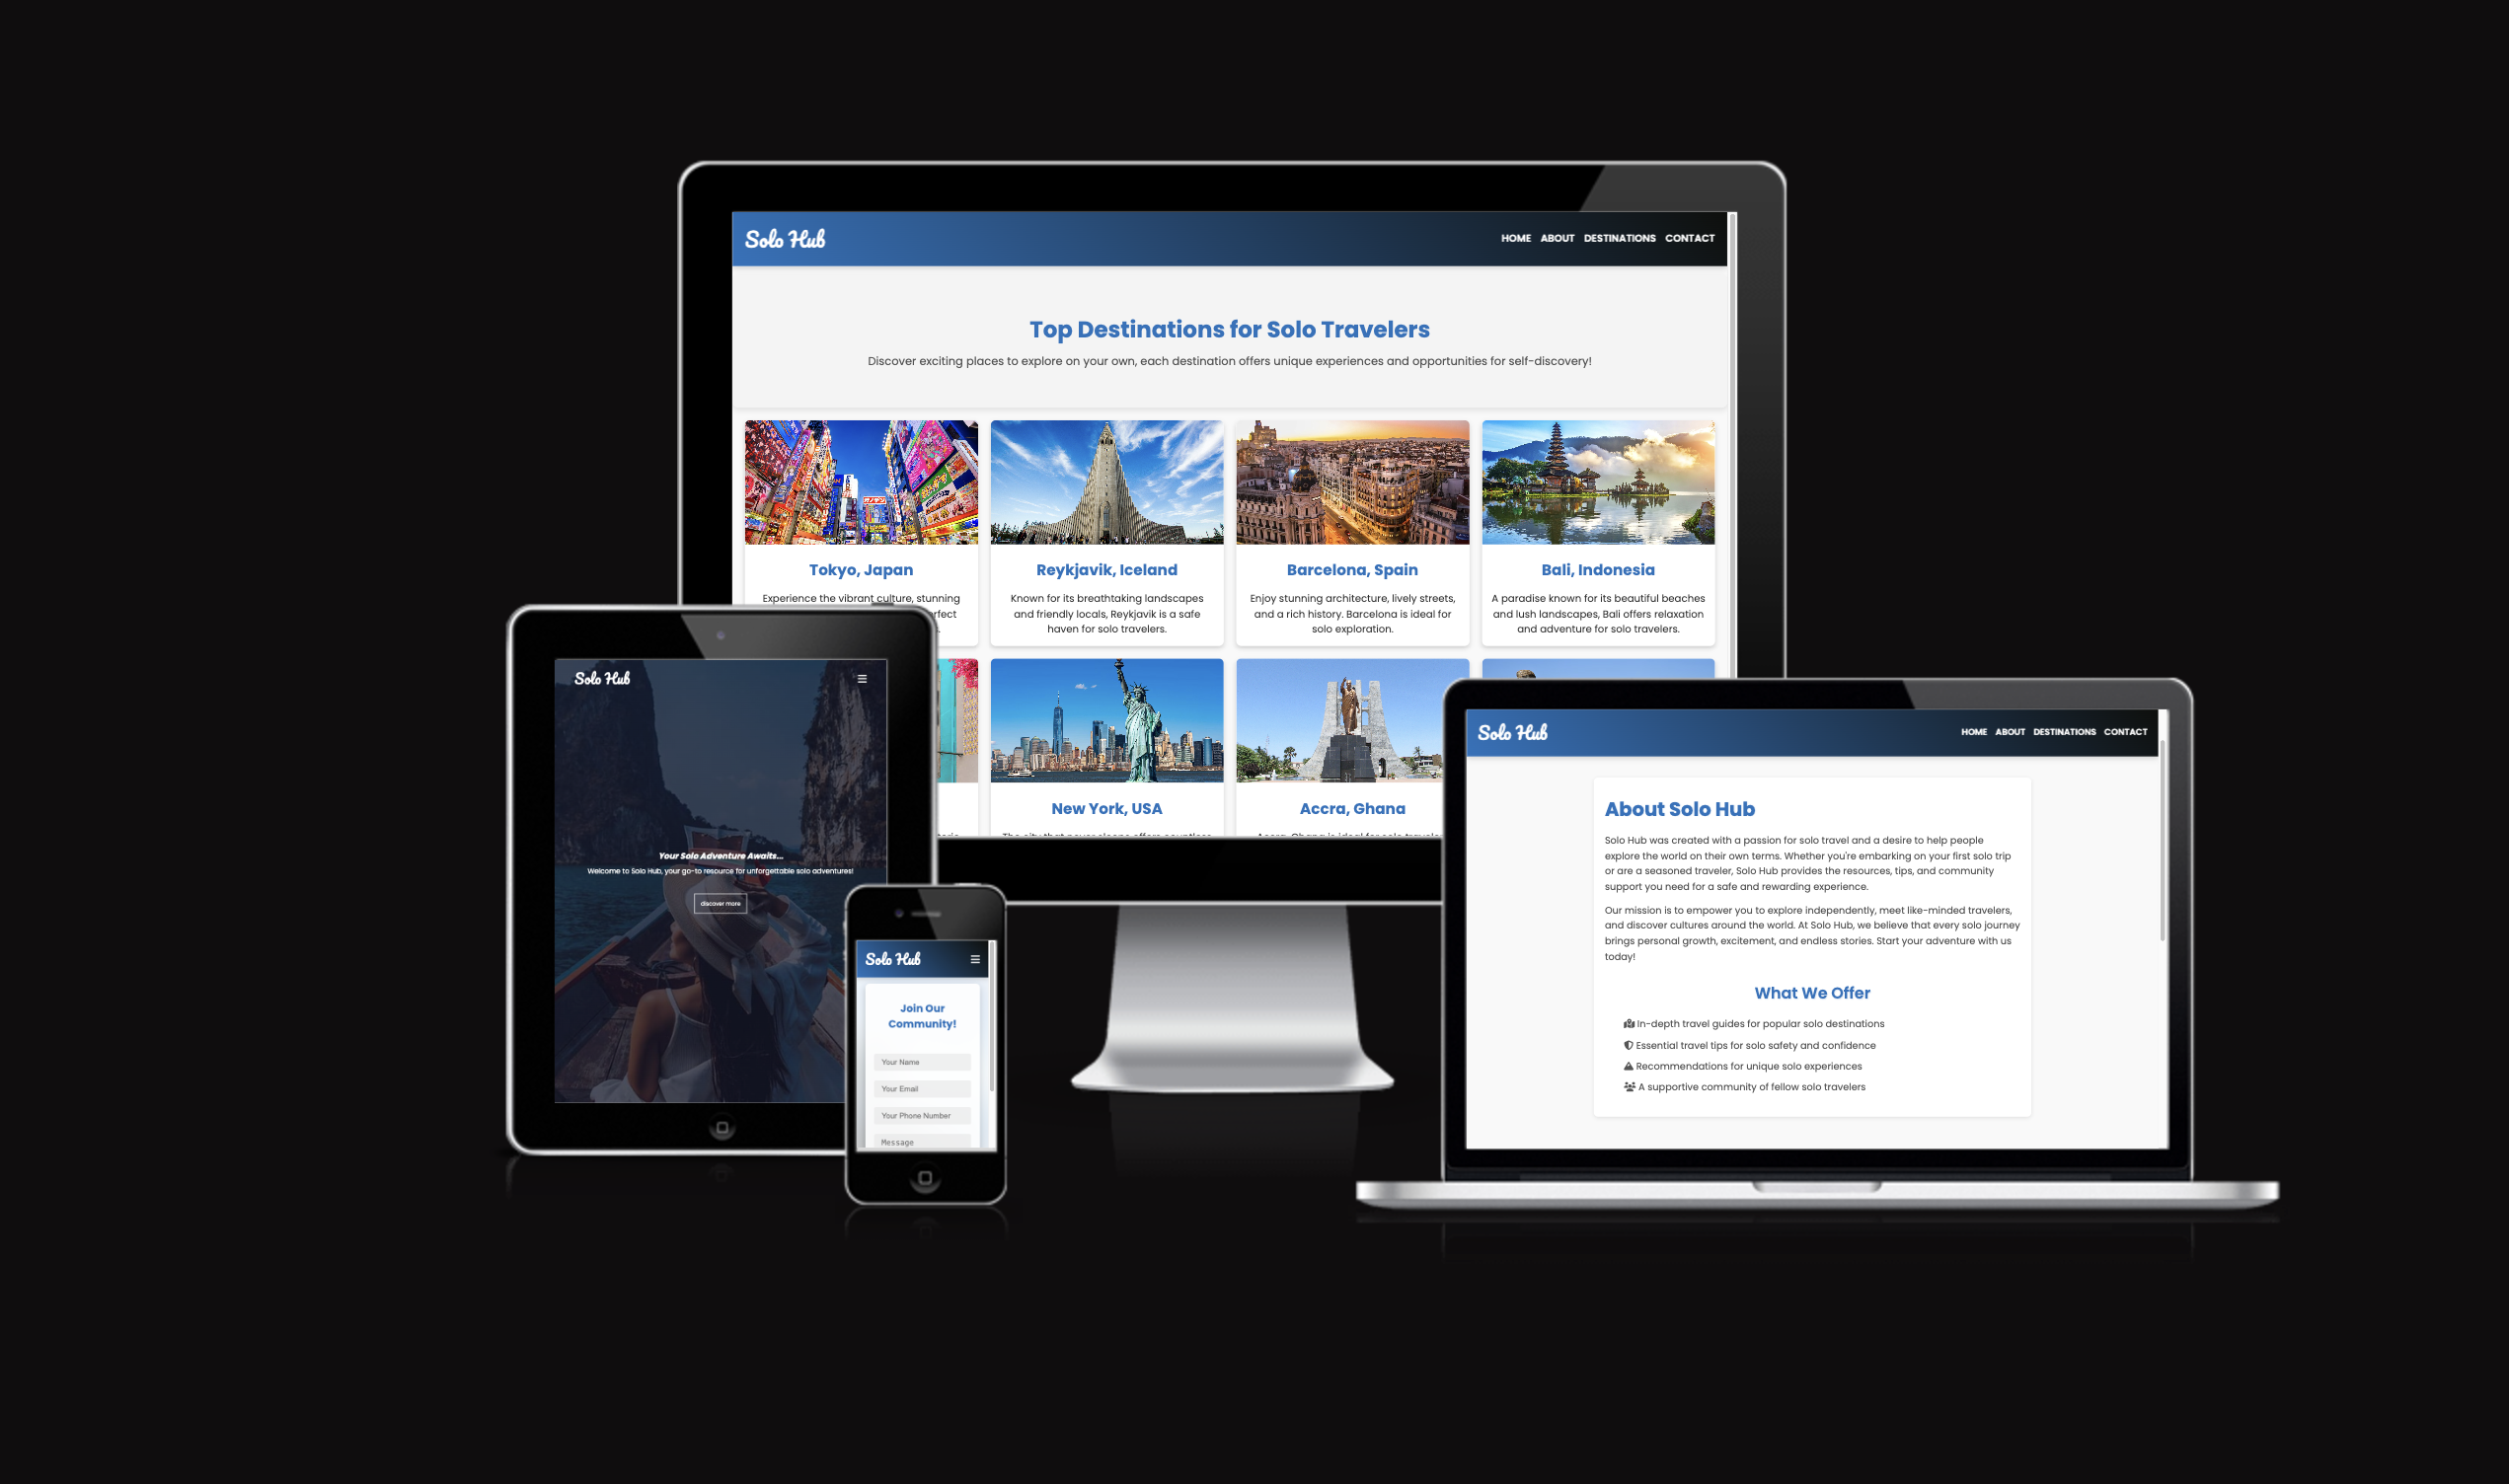 Solo Hub
HOME ABOUT DESTINATIONS CONTACT
Top Destinations for Solo Travelers
Discover exciting places to explore on your own, each destination offers unique experiences and opportunities for self-discovery!
Tokyo, Japan
Experience the vibrant culture, stunning
Reykjavik, Iceland
Known for its breathtaking landscapes
and friendly locals, Reykjavik is a safe
haven for solo travelers.
Barcelona, Spain
Enjoy stunning architecture, lively streets,
and a rich history. Barcelona is ideal for
solo exploration.
Bali, Indonesia
A paradise known for its beautiful beaches
and lush landscapes, Bali offers relaxation
and adventure for solo travelers.
New York, USA
The city that never sleeps offers countless
Accra, Ghana
Accra, Ghana is ideal for solo
Solo Hub
Your Solo Adventure Awaits...
Welcome to Solo Hub, your go-to resource for unforgettable solo adventures!
discover more
Solo Hub
Join Our
Community!
Your Name
Your Email
Your Phone Number
Message
Solo Hub
HOME ABOUT DESTINATIONS CONTACT
About Solo Hub
Solo Hub was created with a passion for solo travel and a desire to help people
explore the world on their own terms. Whether you're embarking on your first solo trip
or are a seasoned traveler, Solo Hub provides the resources, tips, and community
support you need for a safe and rewarding experience.
Our mission is to empower you to explore independently, meet like-minded travelers,
and discover cultures around the world. At Solo Hub, we believe that every solo journey
brings personal growth, excitement, and endless stories. Start your adventure with us
today!
What We Offer
In-depth travel guides for popular solo destinations
Essential travel tips for solo safety and confidence
Recommendations for unique solo experiences
A supportive community of fellow solo travelers